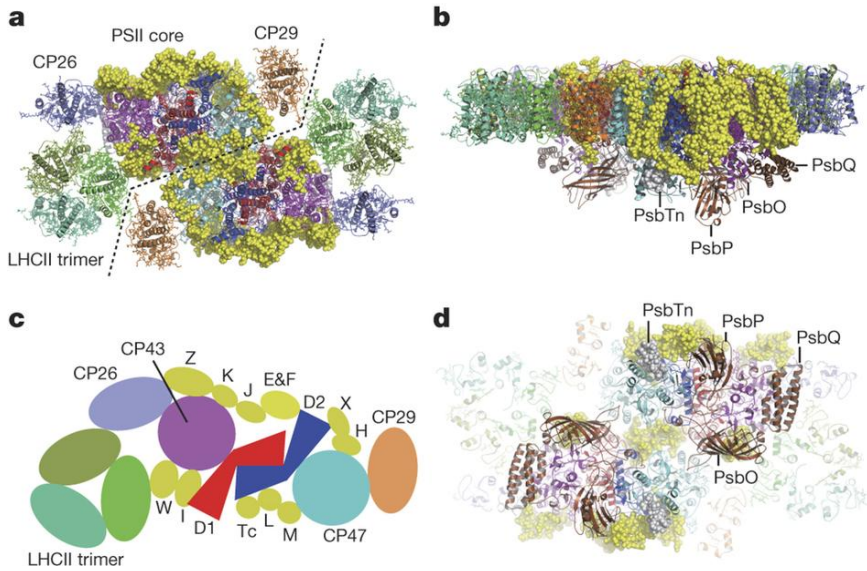 a
PSII core
CP29
CP26
LHCII trimer
b
PsbTn
PsbP
PsbO
PsbQ
c
CP43
CP26
Z
K
J
E&F
D2
X
H
CP29
W
I
D1
Tc
L
M
CP47
LHCII trimer
d
PsbTn
PsbP
PsbQ
PsbO